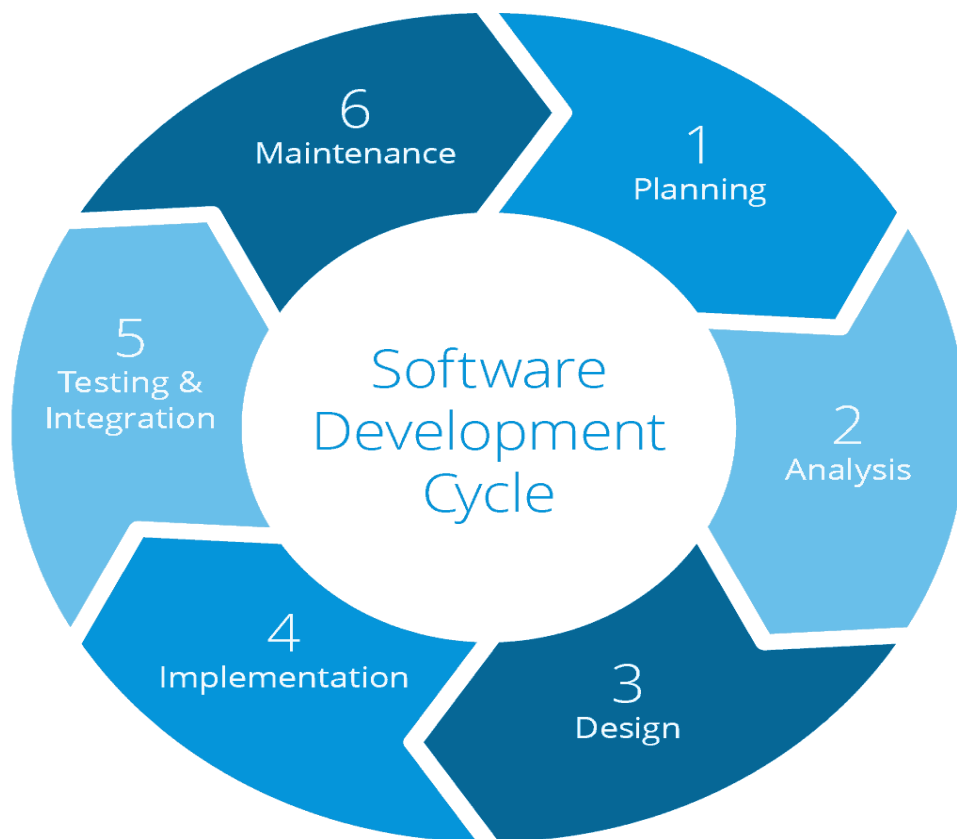 Software
Development
Cycle
1
Planning
2
Analysis
3
Design
4
Implementation
5
Testing &
Integration
6
Maintenance